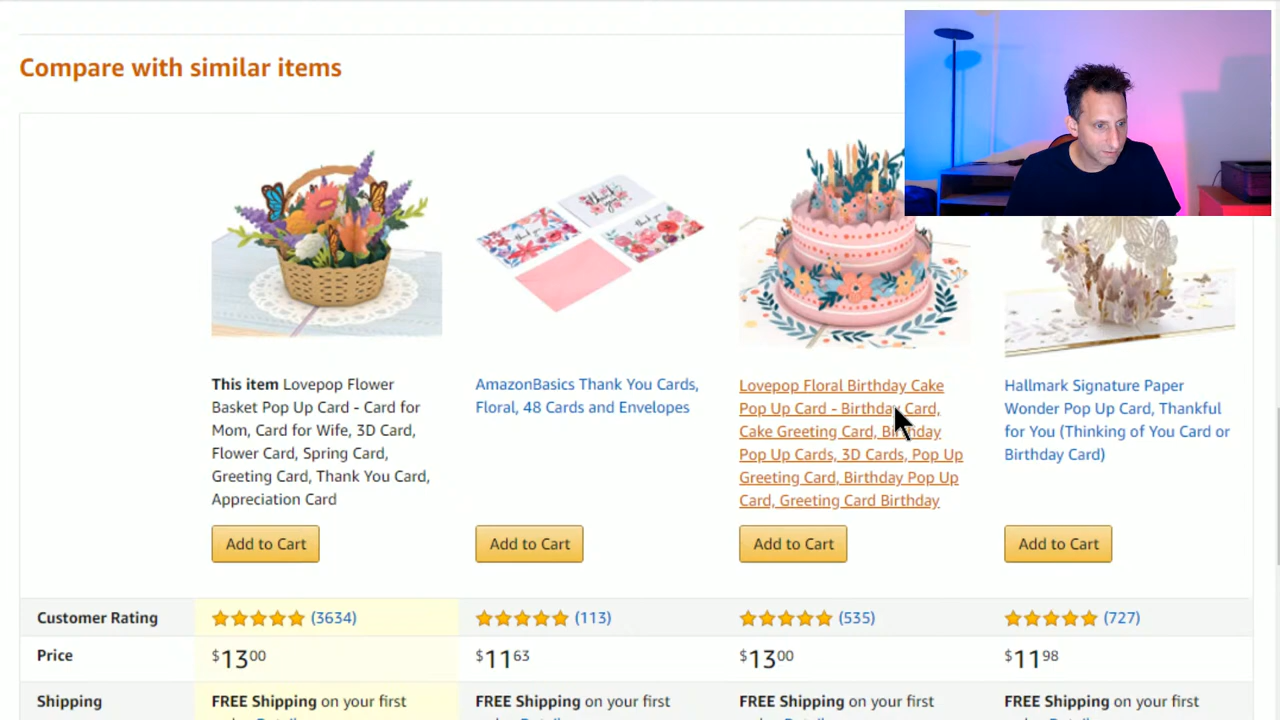 Compare with similar items
This item Lovepop Flower
Basket Pop Up Card - Card for
Mom, Card for Wife, 3D Card,
Flower Card, Spring Card,
Greeting Card, Thank You Card,
Appreciation Card
AmazonBasics Thank You Cards,
Floral, 48 Cards and Envelopes
Lovepop Floral Birthday Cake
Pop Up Card - Birthday Card,
Cake Greeting Card, Birthday
Pop Up Cards, 3D Cards, Pop Up
Greeting Card, Birthday Pop Up
Card, Greeting Card Birthday
Hallmark Signature Paper
Wonder Pop Up Card, Thankful
for You (Thinking of You Card or
Birthday Card)
Add to Cart Add to Cart Add to Cart Add to Cart
Customer Rating (3634) (113) (535) (727)
Price $13 00 $11 63 $13 00 $11 98
Shipping FREE Shipping on your first FREE Shipping on your first FREE Shipping on your first FREE Shipping on your first